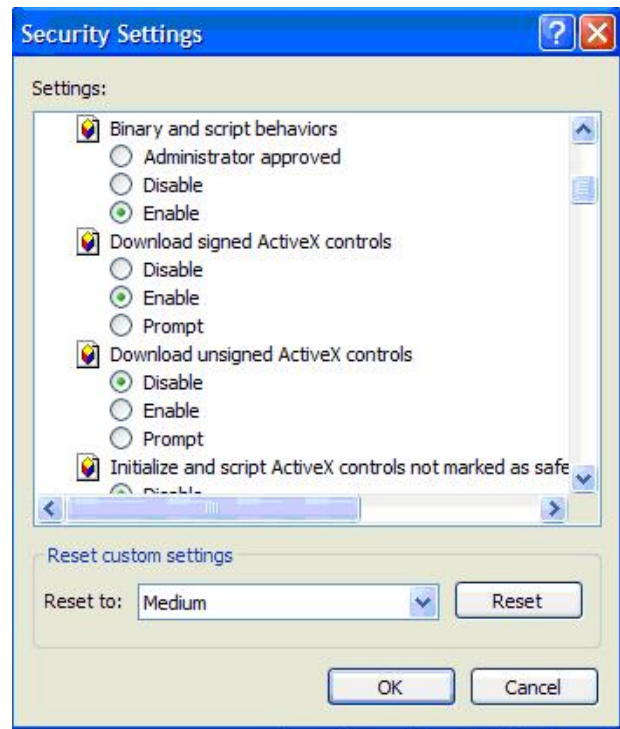 Security Settings
Settings:
Binary and script behaviors
Administrator approved
Disable
Enable
Download signed ActiveX controls
Disable
Enable
Prompt
Download unsigned ActiveX controls
Disable
Enable
Prompt
Initialize and script ActiveX controls not marked as safe
Disable
Reset custom settings
Reset to: Medium Reset
OK Cancel